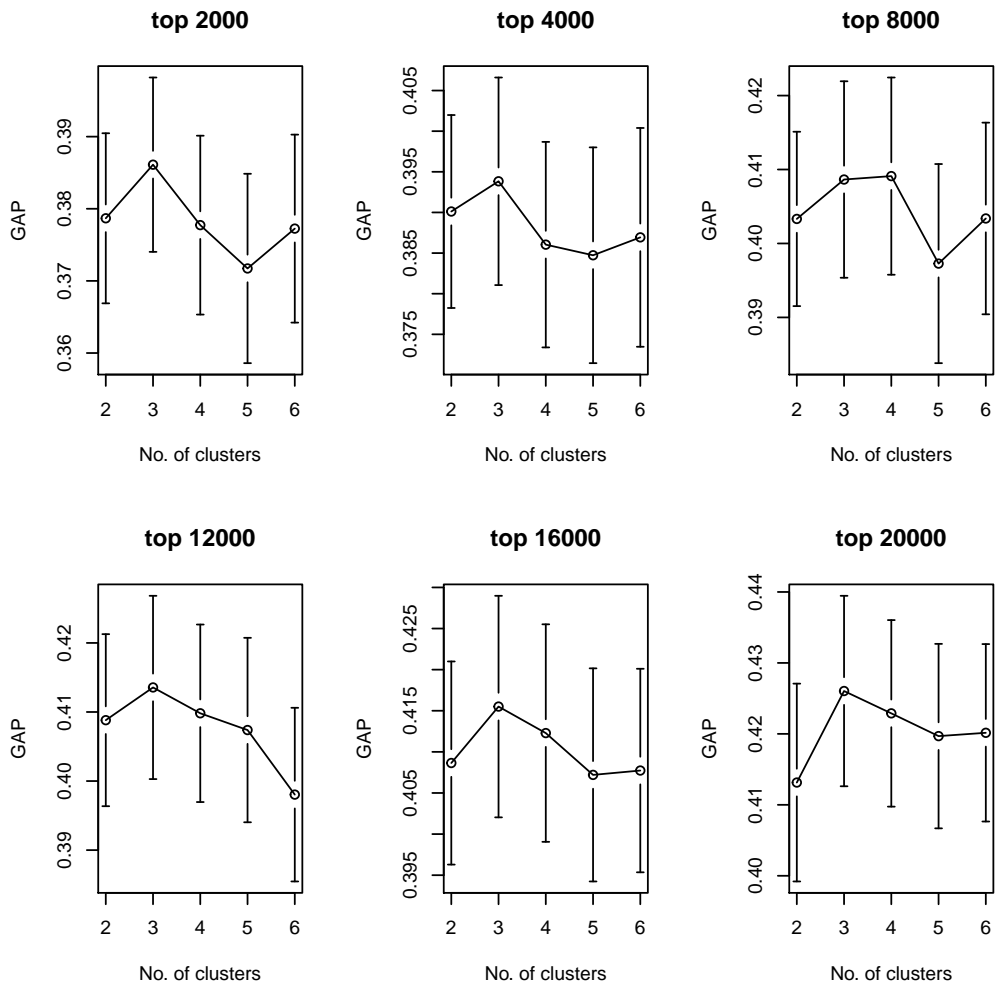 top 2000
GAP
0.39
0.38
0.37
0.36
2 3 4 5 6
No. of clusters
top 4000
GAP
0.405
0.395
0.385
0.375
2 3 4 5 6
No. of clusters
top 8000
GAP
0.42
0.41
0.40
0.39
2 3 4 5 6
No. of clusters
top 12000
GAP
0.42
0.41
0.40
0.39
2 3 4 5 6
No. of clusters
top 16000
GAP
0.425
0.415
0.405
0.395
2 3 4 5 6
No. of clusters
top 20000
GAP
0.44
0.43
0.42
0.41
0.40
2 3 4 5 6
No. of clusters